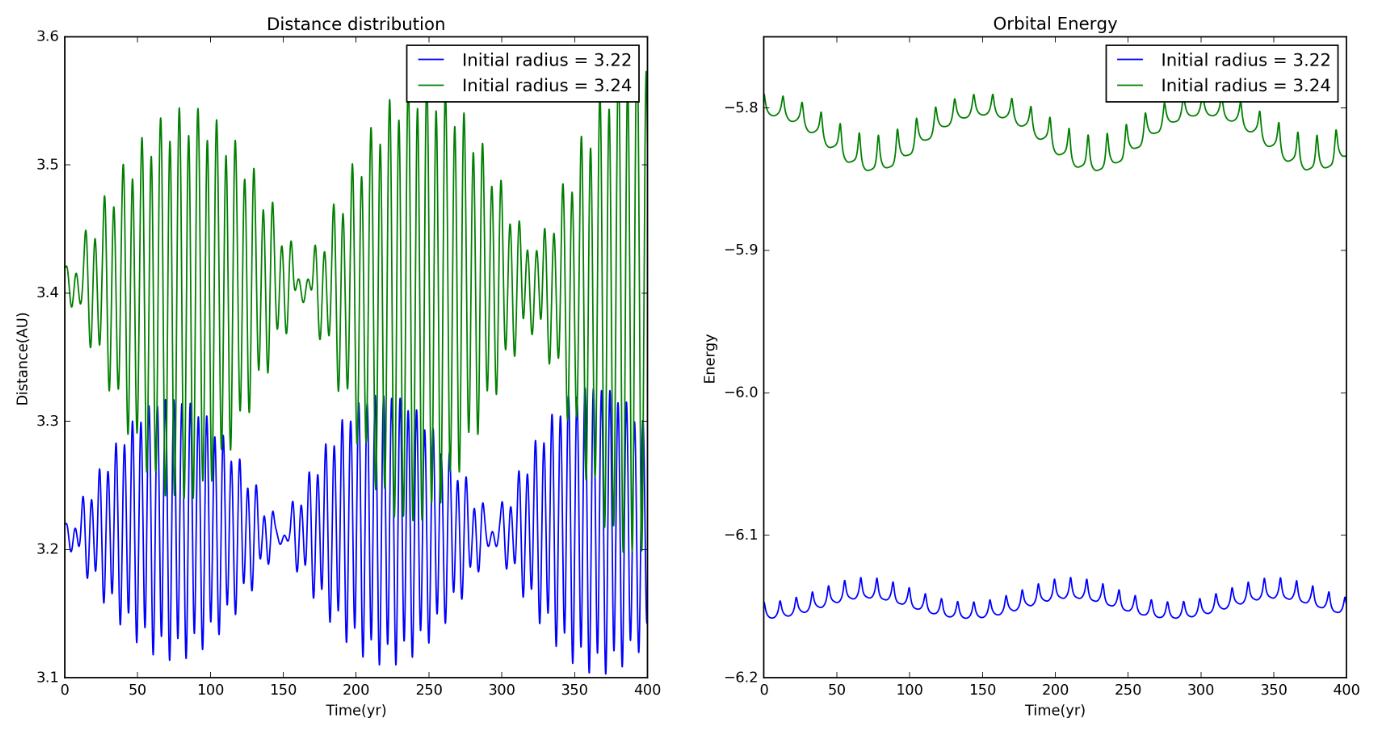 Distance distribution
Initial radius = 3.22
Initial radius = 3.24
3.6
3.5
3.4
3.3
3.2
3.1
Distance(AU)
0 50 100 150 200 250 300 350 400
Time(yr)
Orbital Energy
Initial radius = 3.22
Initial radius = 3.24
−5.8
−5.9
−6.0
−6.1
−6.2
Energy
0 50 100 150 200 250 300 350 400
Time(yr)